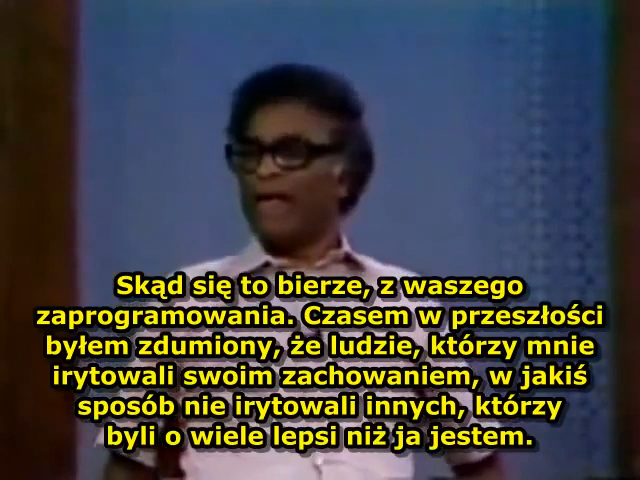 Skąd się to bierze, z waszego
zaprogramowania. Czasem w przeszłości
byłem zdumiony, że ludzie, którzy mnie
irytowali swoim zachowaniem, w jakiś
sposób nie irytowali innych, którzy
byli o wiele lepsi niż ja jestem.